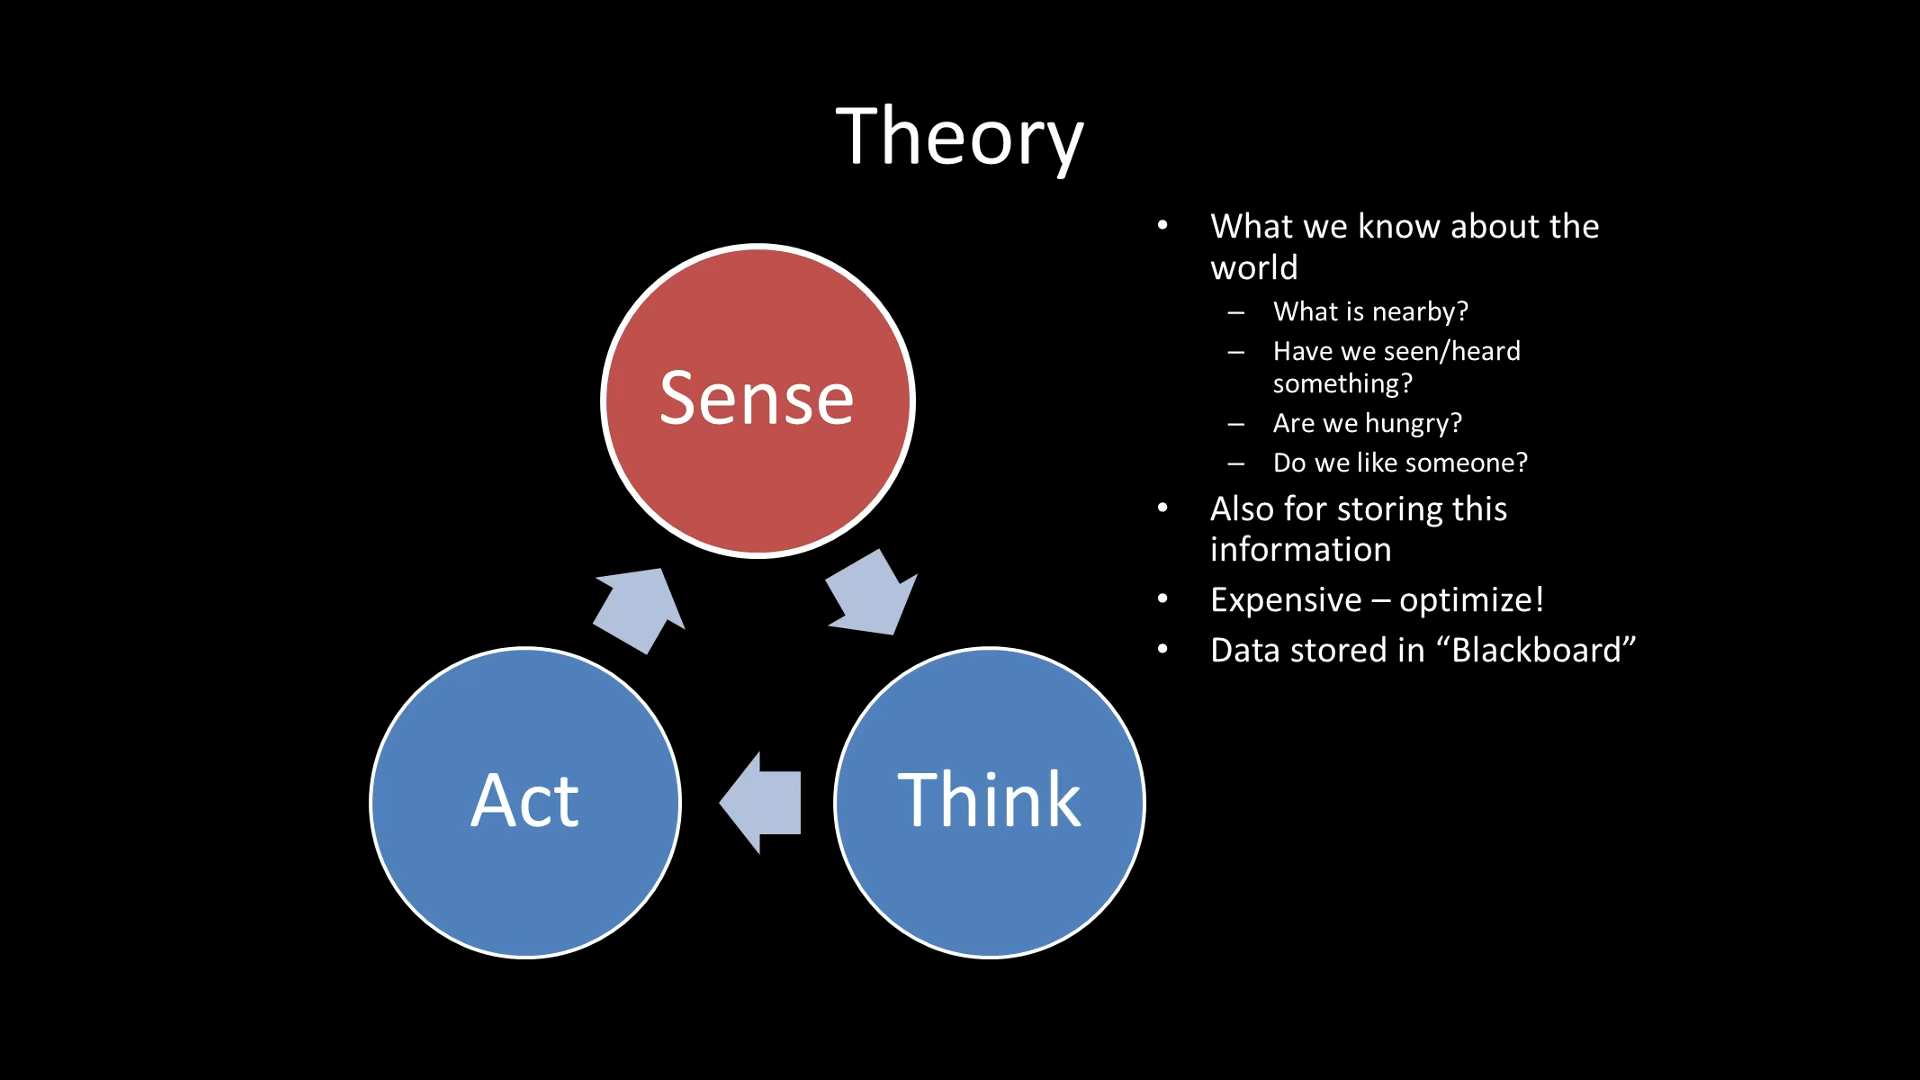 Theory
Sense
Think
Act
• What we know about the
world
– What is nearby?
– Have we seen/heard
something?
– Are we hungry?
– Do we like someone?
• Also for storing this
information
• Expensive – optimize!
• Data stored in “Blackboard”